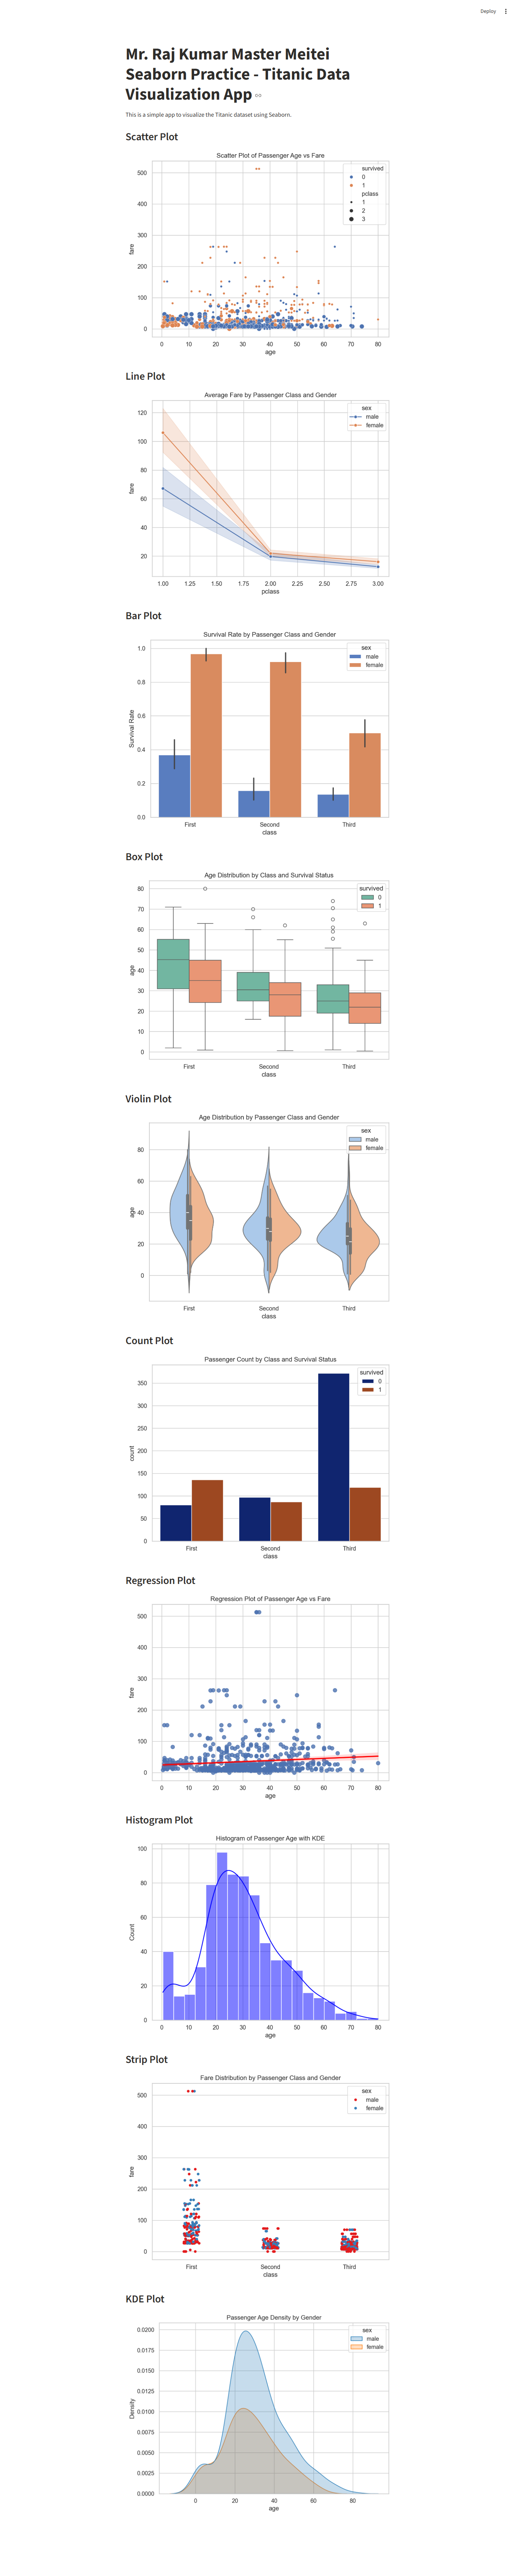 Deploy
Mr. Raj Kumar Master Meitei
Seaborn Practice - Titanic Data
Visualization App
This is a simple app to visualize the Titanic dataset using Seaborn.
Scatter Plot
Scatter Plot of Passenger Age vs Fare
survived
0
1
pclass
1
2
3
500
400
300
200
100
0
fare
0 10 20 30 40 50 60 70 80
age
Line Plot
Average Fare by Passenger Class and Gender
sex
male
female
120
100
80
60
40
20
fare
1.00 1.25 1.50 1.75 2.00 2.25 2.50 2.75 3.00
pclass
Bar Plot
Survival Rate by Passenger Class and Gender
sex
male
female
1.0
0.8
0.6
0.4
0.2
0.0
Survival Rate
First Second Third
class
Box Plot
Age Distribution by Class and Survival Status
survived
0
1
80
70
60
50
40
30
20
10
0
age
First Second Third
class
Violin Plot
Age Distribution by Passenger Class and Gender
sex
male
female
80
60
40
20
0
age
First Second Third
class
Count Plot
Passenger Count by Class and Survival Status
survived
0
1
350
300
250
200
150
100
50
0
count
First Second Third
class
Regression Plot
Regression Plot of Passenger Age vs Fare
500
400
300
200
100
0
fare
0 10 20 30 40 50 60 70 80
age
Histogram Plot
Histogram of Passenger Age with KDE
100
80
60
40
20
0
Count
0 10 20 30 40 50 60 70 80
age
Strip Plot
Fare Distribution by Passenger Class and Gender
sex
male
female
500
400
300
200
100
0
fare
First Second Third
class
KDE Plot
Passenger Age Density by Gender
sex
male
female
0.0200
0.0175
0.0150
0.0125
0.0100
0.0075
0.0050
0.0025
0.0000
Density
0 20 40 60 80
age